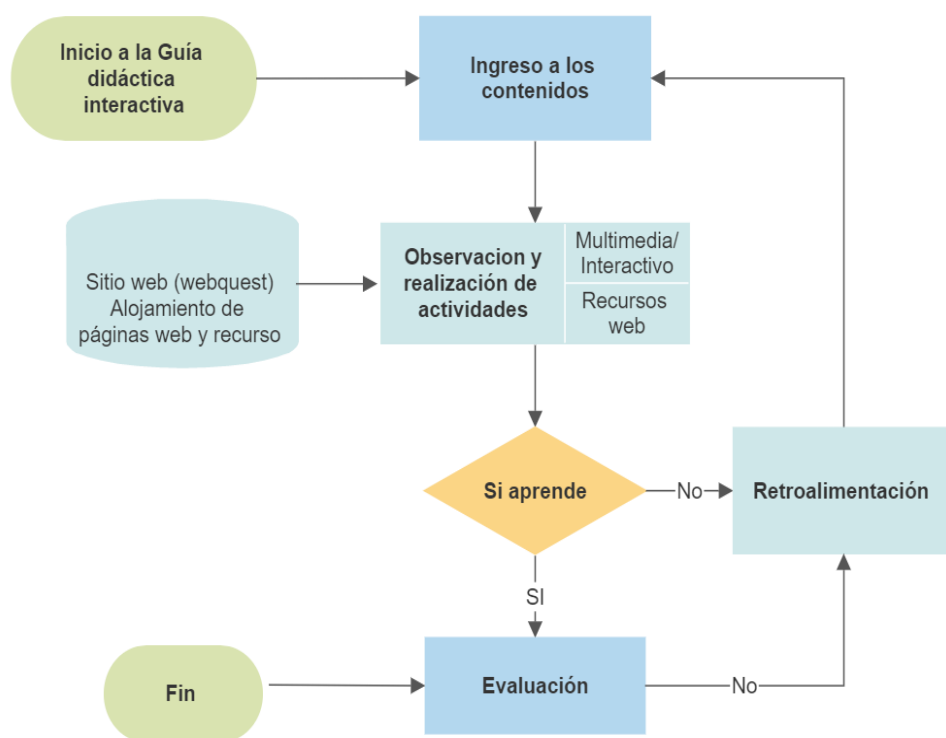 Inicio a la Guía
didáctica
interactiva
Ingreso a los
contenidos
Sitio web (webquest)
Alojamiento de
páginas web y recurso
Observacion y
realización de
actividades
Multimedia/
Interactivo
Recursos
web
Si aprende
No
Retroalimentación
SI
Fin
Evaluación
No